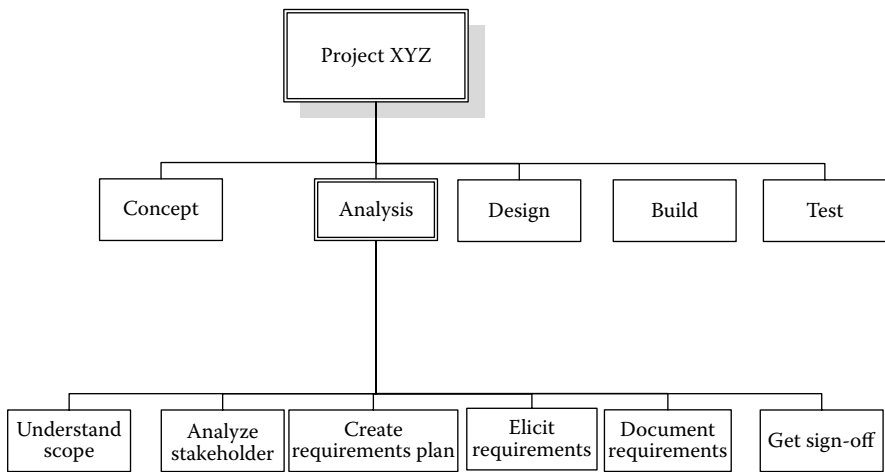 Project XYZ
Concept
Analysis
Design
Build
Test
Understand
scope
Analyze
stakeholder
Create
requirements plan
Elicit
requirements
Document
requirements
Get sign-off